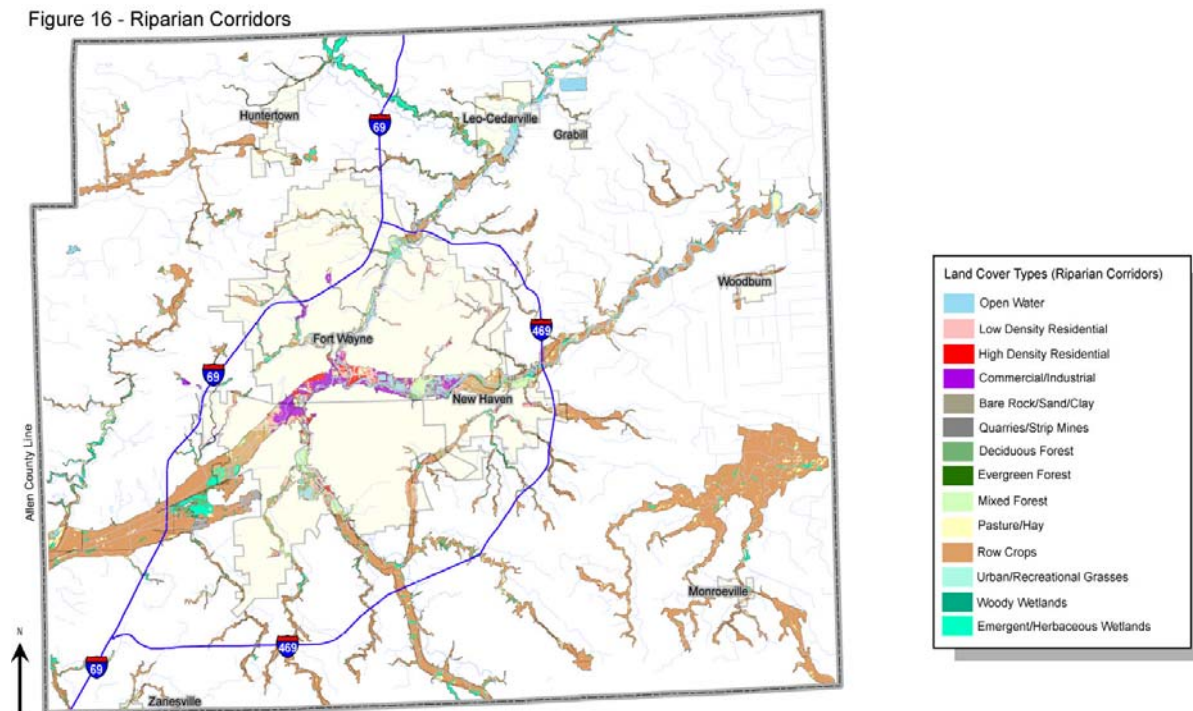 Figure 16 - Riparian Corridors
Huntertown
69
Leo-Cedarville
Grabill
Woodburn
469
Fort Wayne
69
New Haven
Allen County Line
Monroeville
N
469
69
Zanesville
Land Cover Types (Riparian Corridors)
Open Water
Low Density Residential
High Density Residential
Commercial/Industrial
Bare Rock/Sand/Clay
Quarries/Strip Mines
Deciduous Forest
Evergreen Forest
Mixed Forest
Pasture/Hay
Row Crops
Urban/Recreational Grasses
Woody Wetlands
Emergent/Herbaceous Wetlands